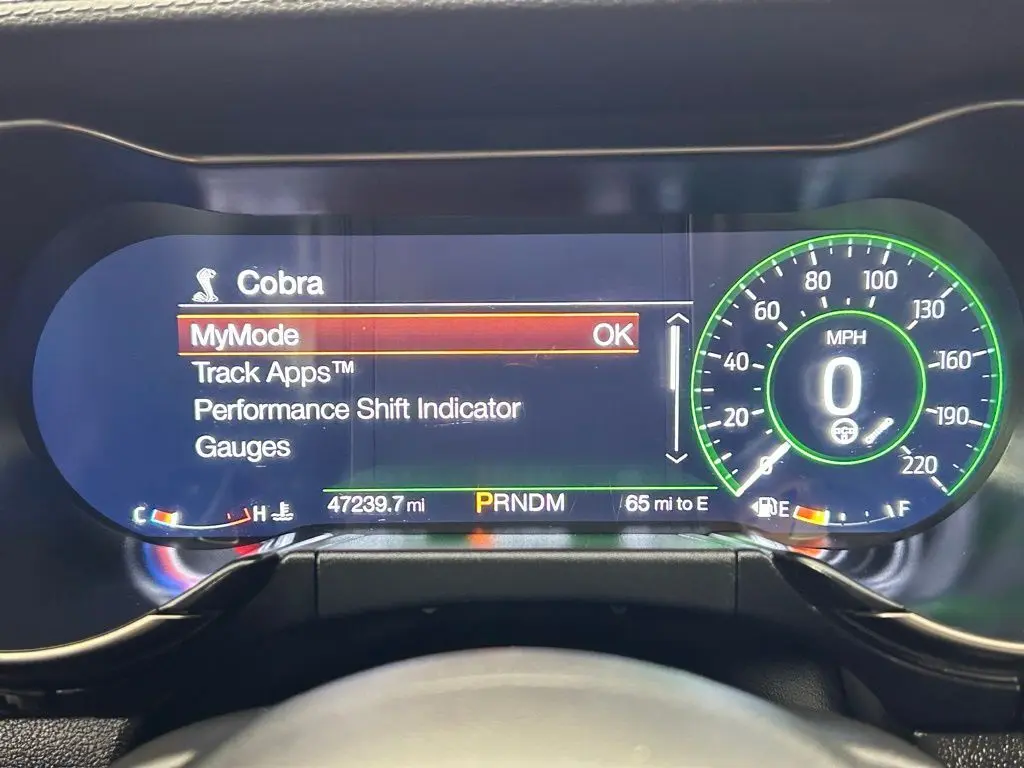 Cobra
MyMode OK
Track Apps™
Performance Shift Indicator
Gauges
C H
47239.7 mi PRNDM 65 mi to E
0 20 40 60 80 100 130 160 190 220
MPH
0
E F